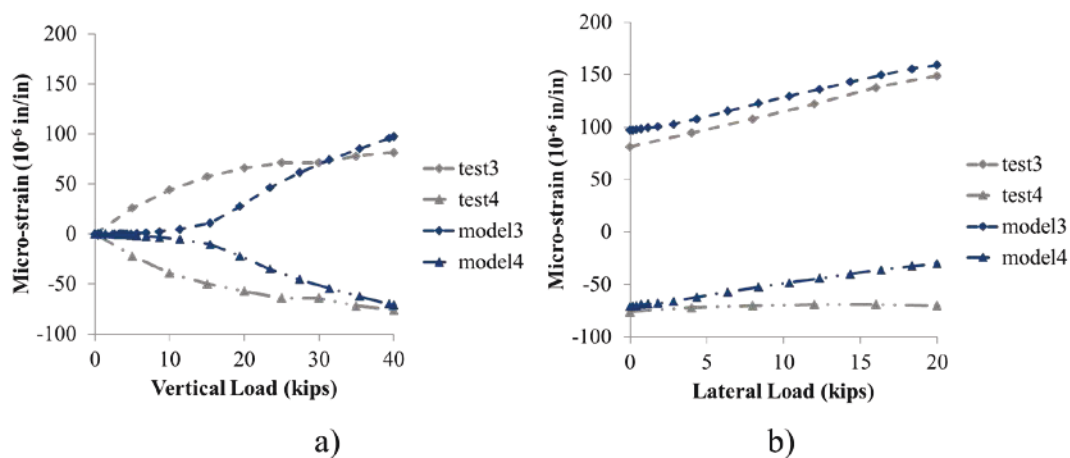 200
150
100
50
0
-50
-100
Micro-strain (10⁻⁶ in/in)
0 10 20 30 40
Vertical Load (kips)
test3
test4
model3
model4
a)
200
150
100
50
0
-50
-100
Micro-strain (10⁻⁶ in/in)
0 5 10 15 20
Lateral Load (kips)
test3
test4
model3
model4
b)